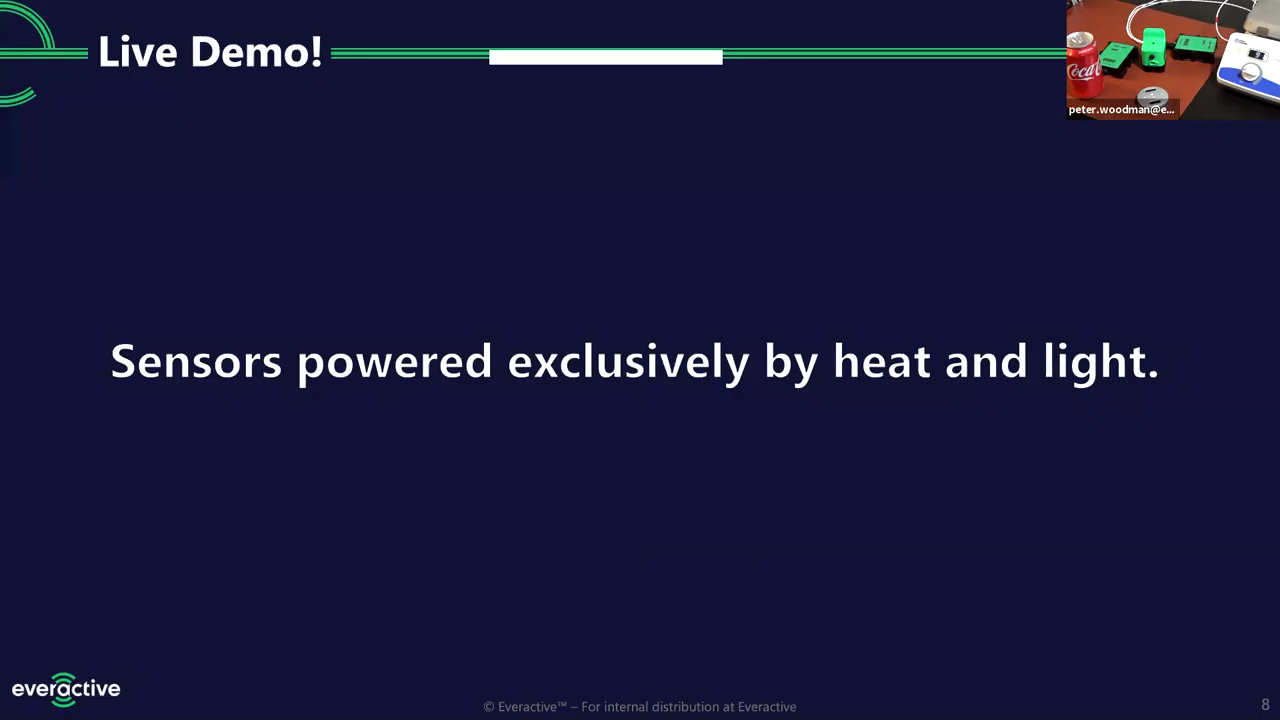 Live Demo!
Coca
peter.woodman@e...
Sensors powered exclusively by heat and light.
everactive
© Everactive™ – For internal distribution at Everactive
8